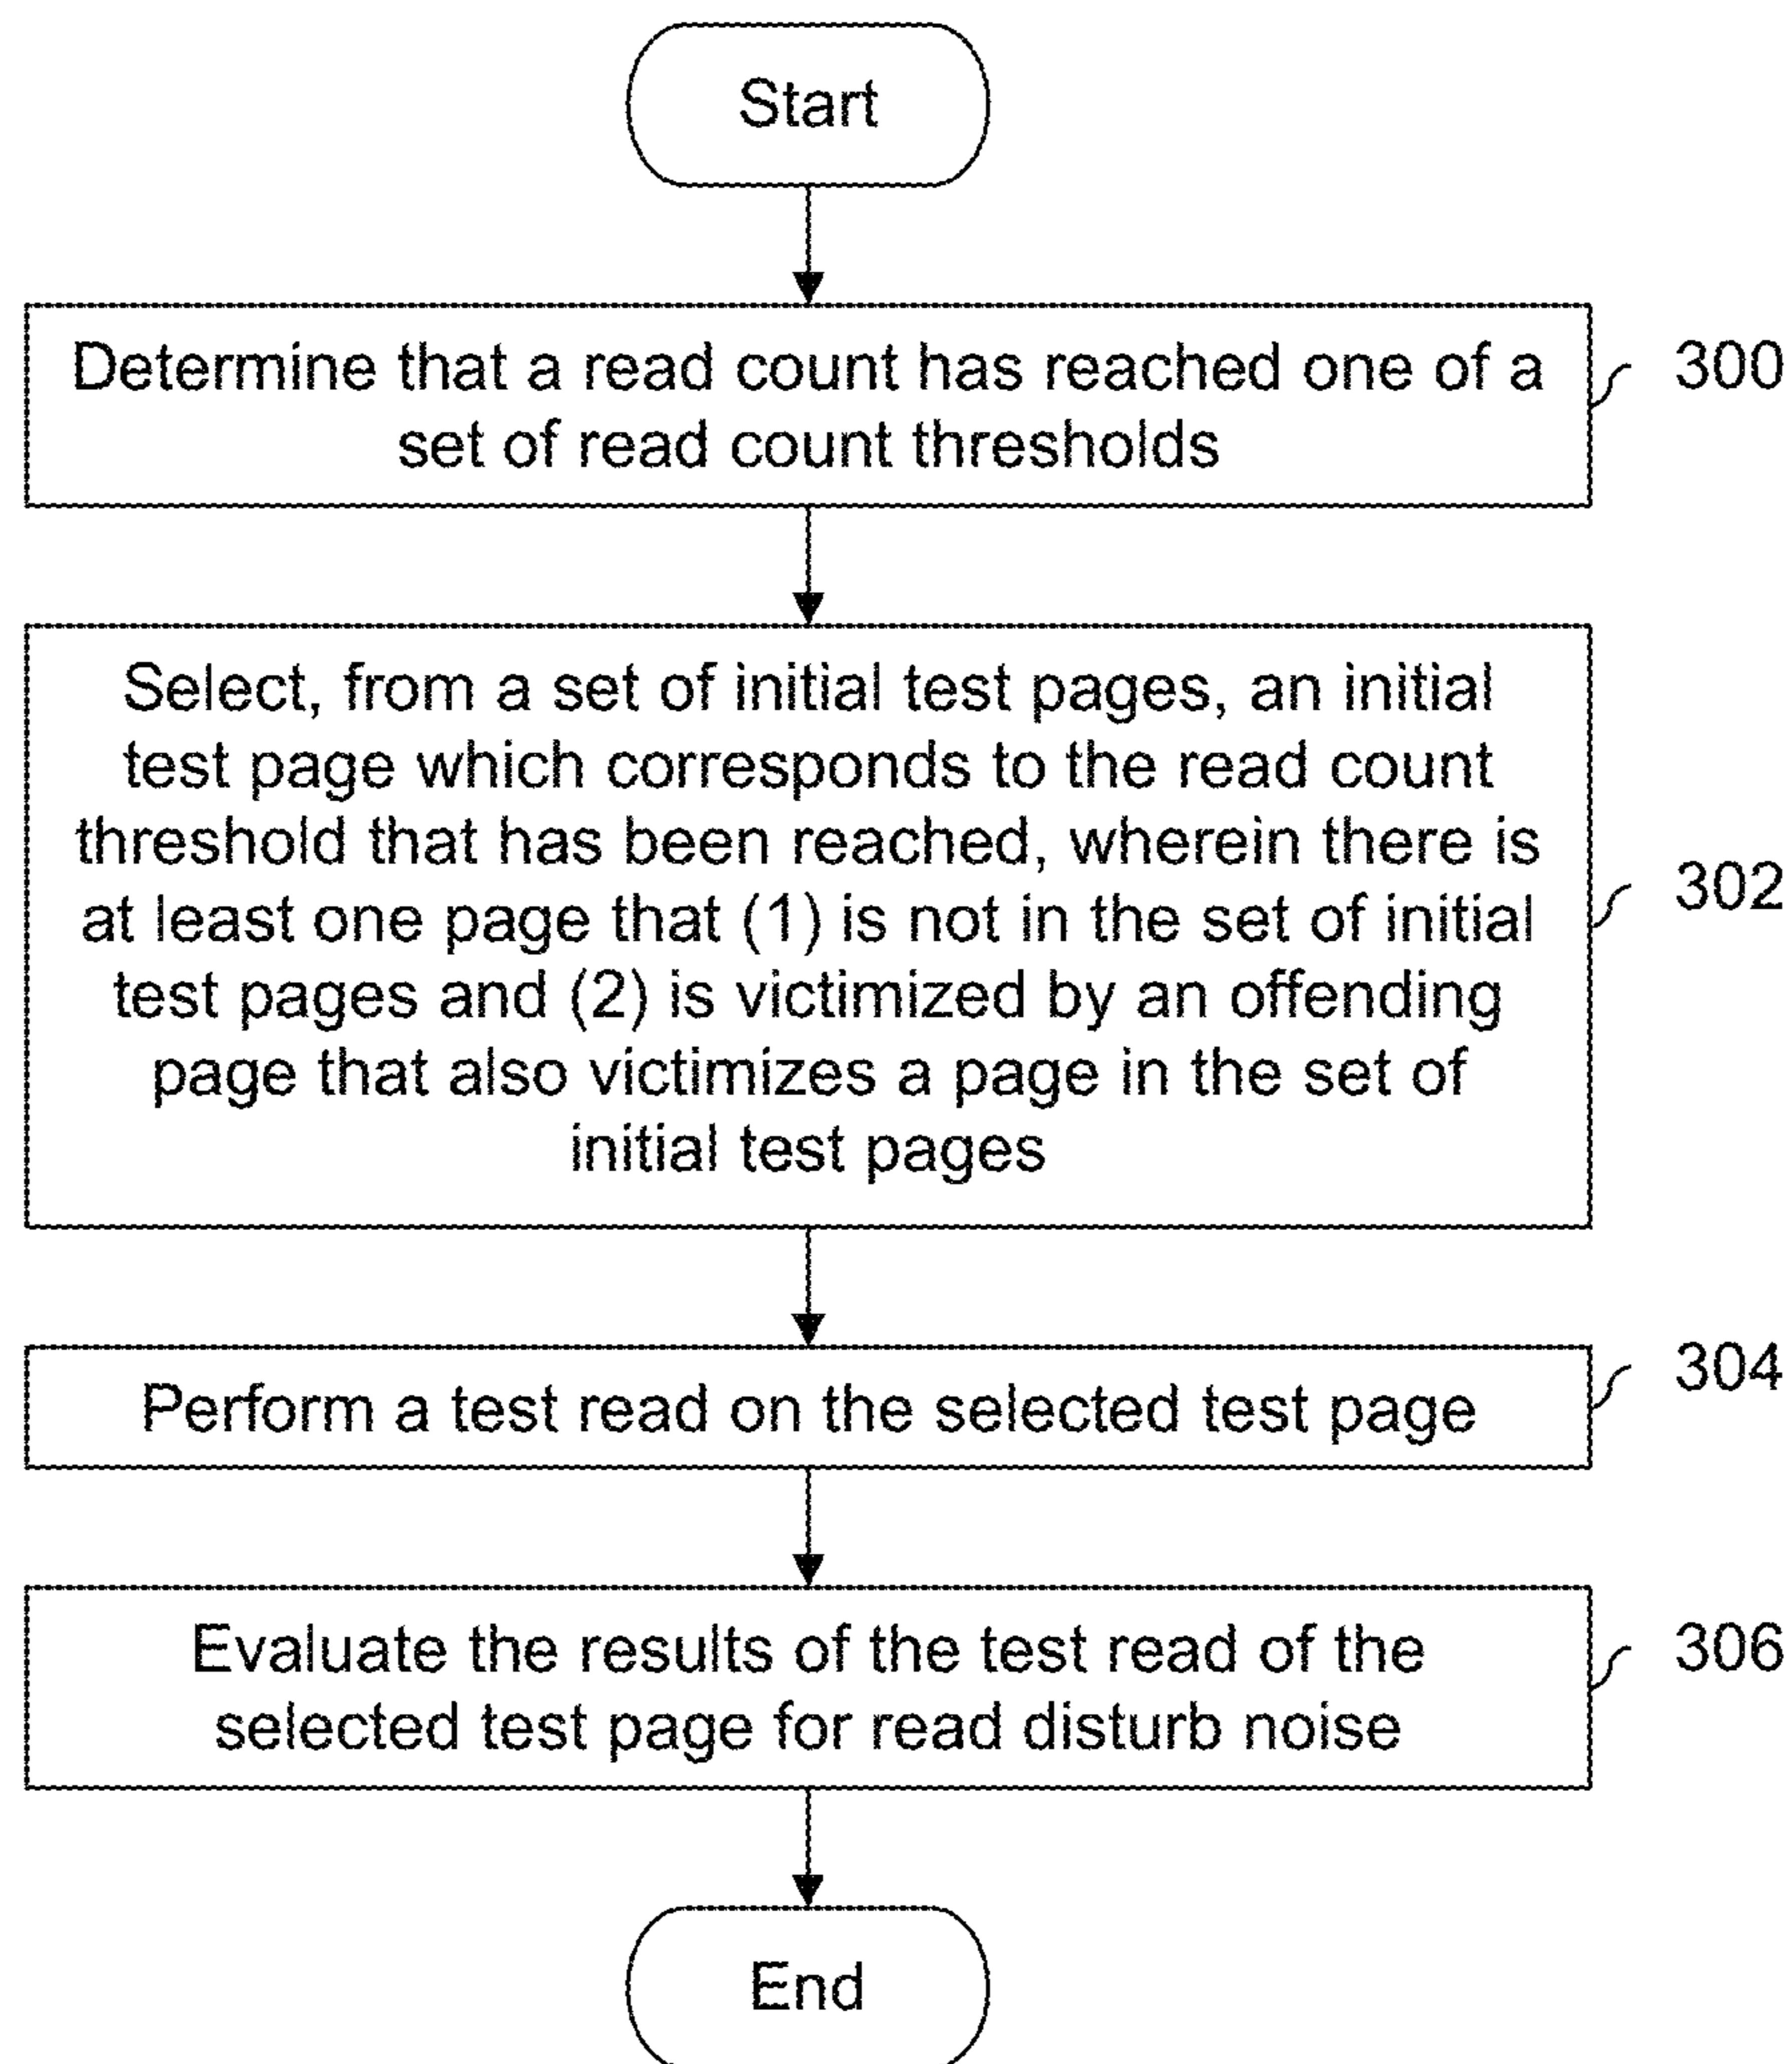 Start
Determine that a read count has reached one of a
set of read count thresholds
300
Select, from a set of initial test pages, an initial
test page which corresponds to the read count
threshold that has been reached, wherein there is
at least one page that (1) is not in the set of initial
test pages and (2) is victimized by an offending
page that also victimizes a page in the set of
initial test pages
302
Perform a test read on the selected test page
304
Evaluate the results of the test read of the
selected test page for read disturb noise
306
End